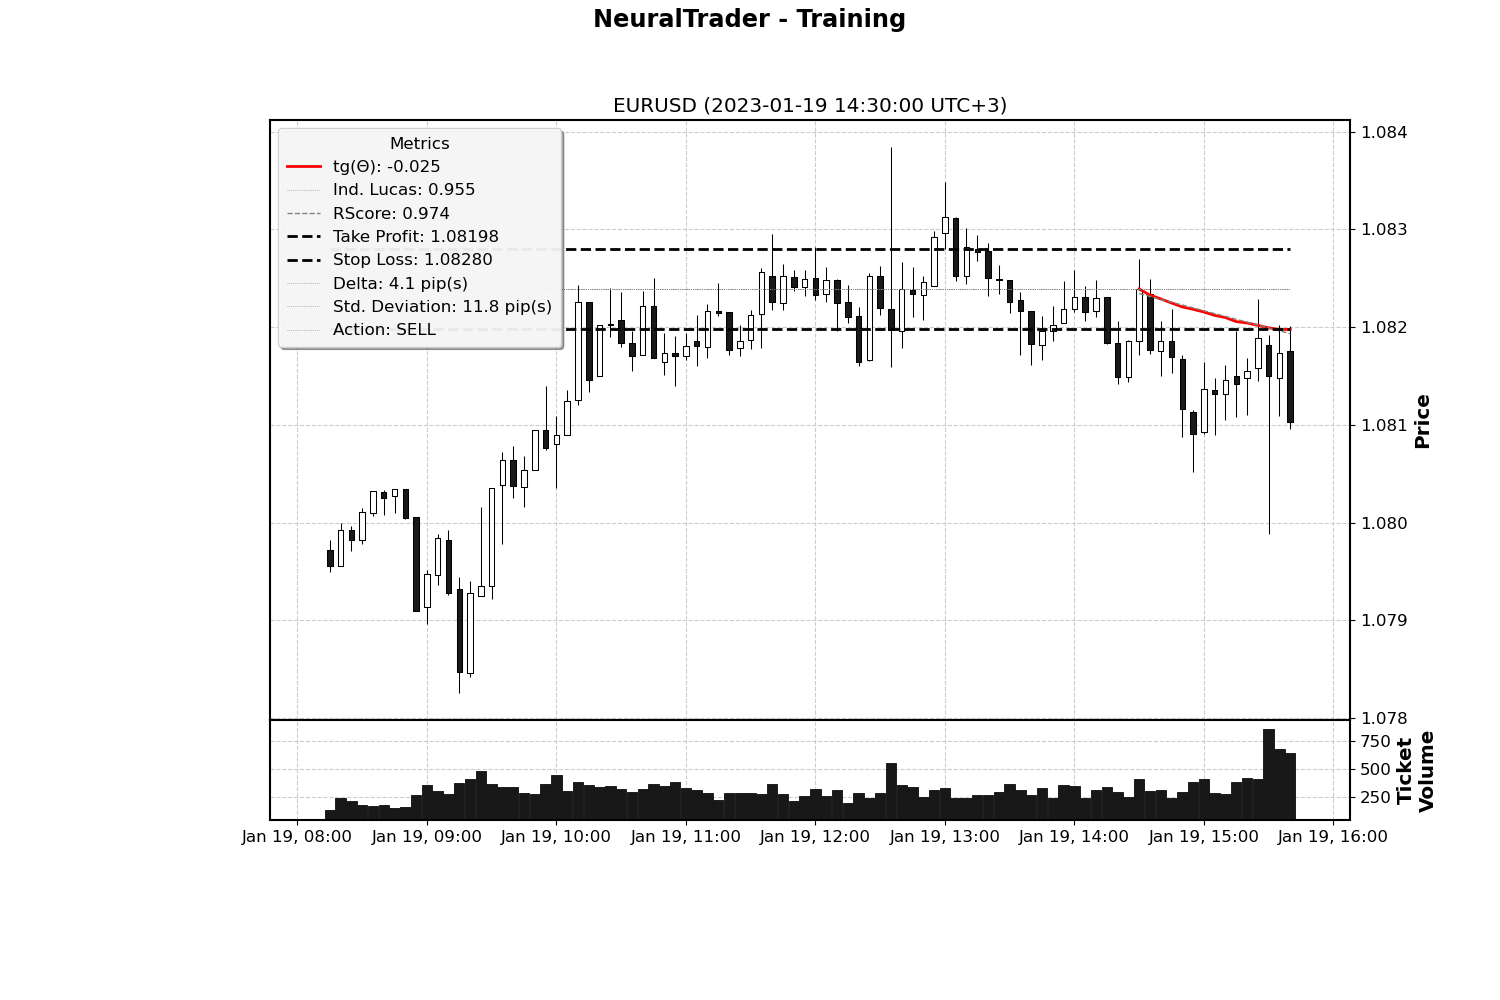 NeuralTrader - Training
EURUSD (2023-01-19 14:30:00 UTC+3)
Metrics
tg(Θ): -0.025
Ind. Lucas: 0.955
RScore: 0.974
Take Profit: 1.08198
Stop Loss: 1.08280
Delta: 4.1 pip(s)
Std. Deviation: 11.8 pip(s)
Action: SELL
1.084
1.083
1.082
1.081
1.080
1.079
1.078
Price
750
500
250
Ticket
Volume
Jan 19, 08:00
Jan 19, 09:00
Jan 19, 10:00
Jan 19, 11:00
Jan 19, 12:00
Jan 19, 13:00
Jan 19, 14:00
Jan 19, 15:00
Jan 19, 16:00